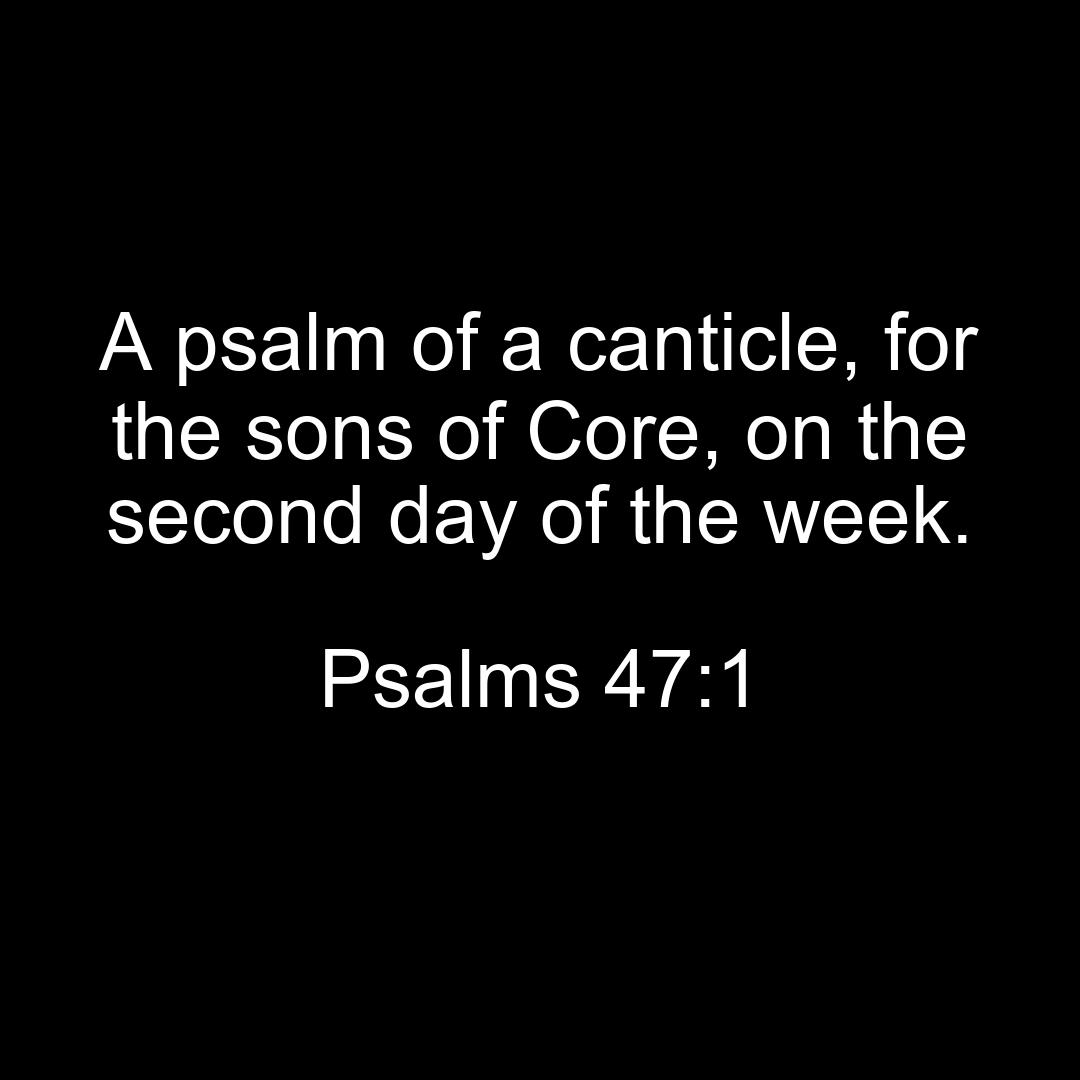 A psalm of a canticle, for
the sons of Core, on the
second day of the week.
Psalms 47:1